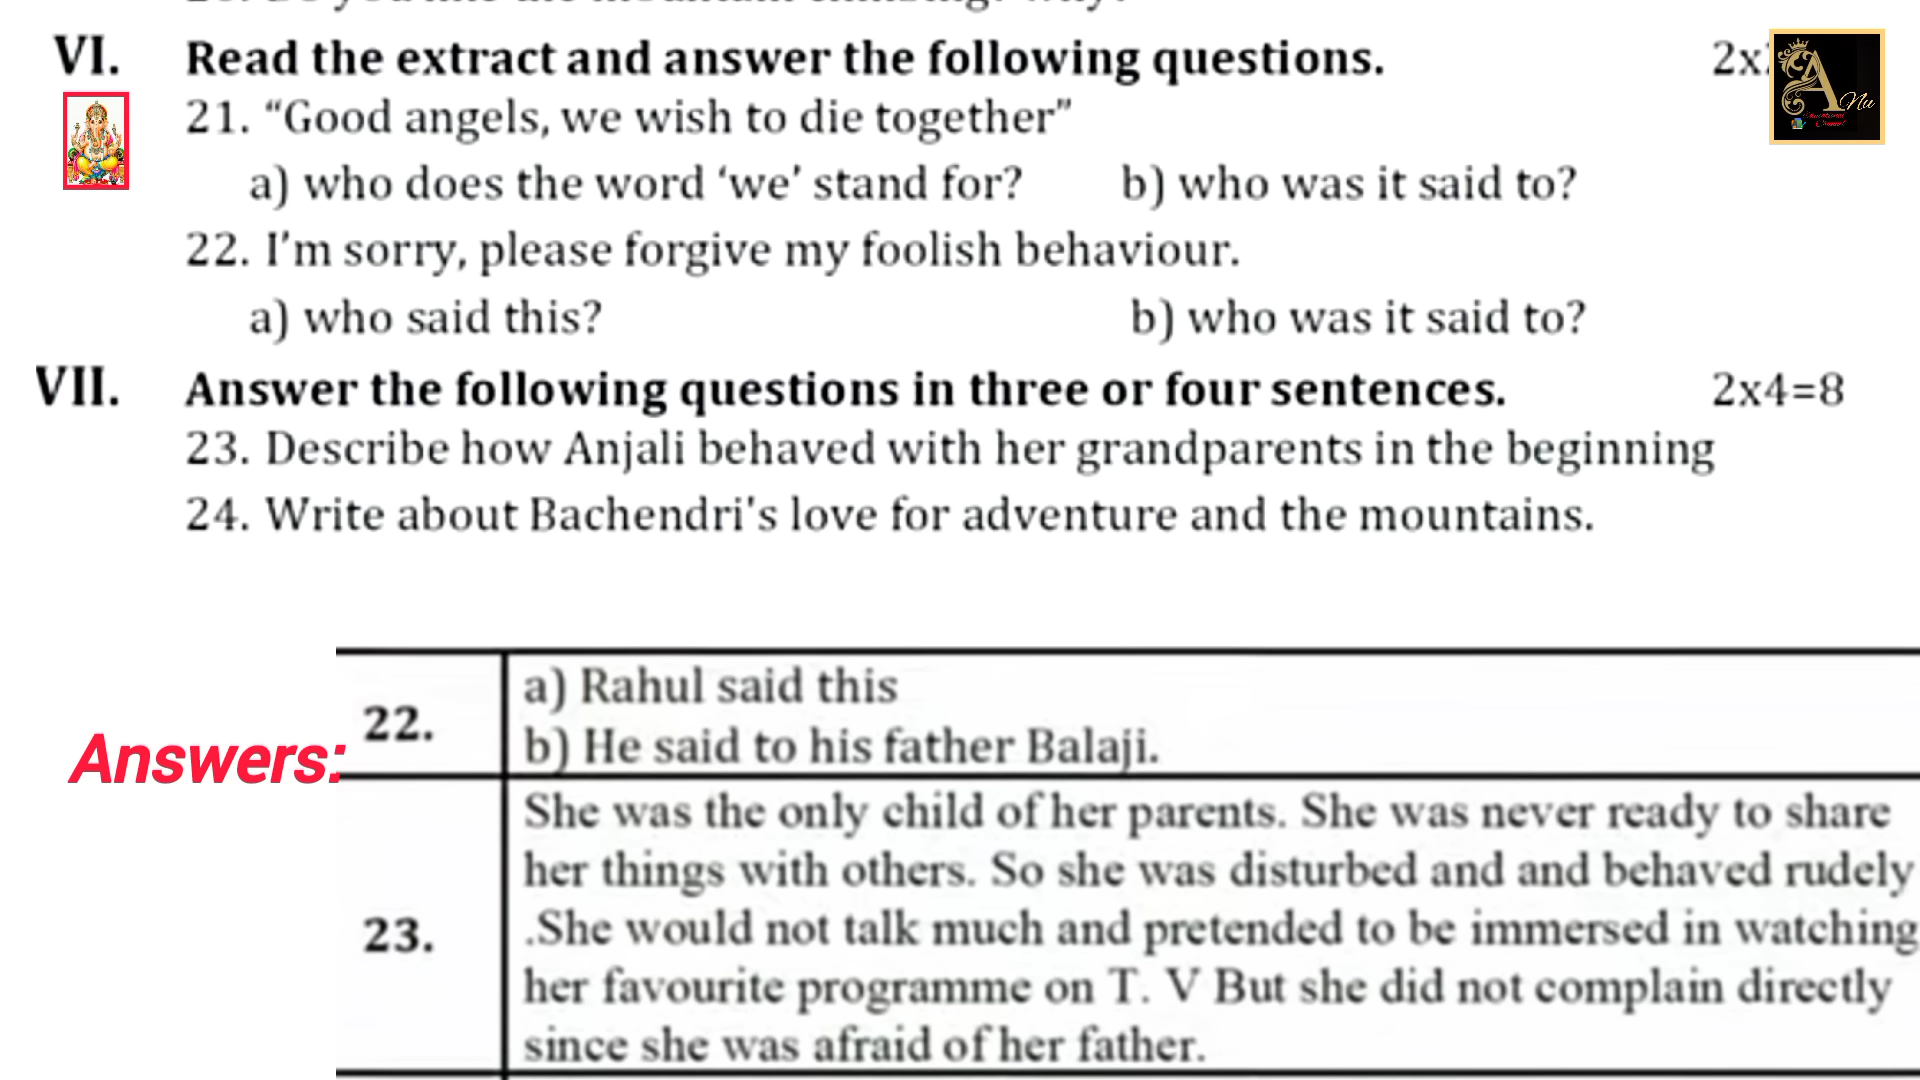 VI. Read the extract and answer the following questions. 2x
21. “Good angels, we wish to die together”
a) who does the word ‘we’ stand for? b) who was it said to?
22. I’m sorry, please forgive my foolish behaviour.
a) who said this? b) who was it said to?
VII. Answer the following questions in three or four sentences. 2x4=8
23. Describe how Anjali behaved with her grandparents in the beginning
24. Write about Bachendri's love for adventure and the mountains.
Answers:
22. a) Rahul said this
b) He said to his father Balaji.
23. She was the only child of her parents. She was never ready to share
her things with others. So she was disturbed and and behaved rudely
.She would not talk much and pretended to be immersed in watching
her favourite programme on T. V But she did not complain directly
since she was afraid of her father.
A Nu
Educational
Channel